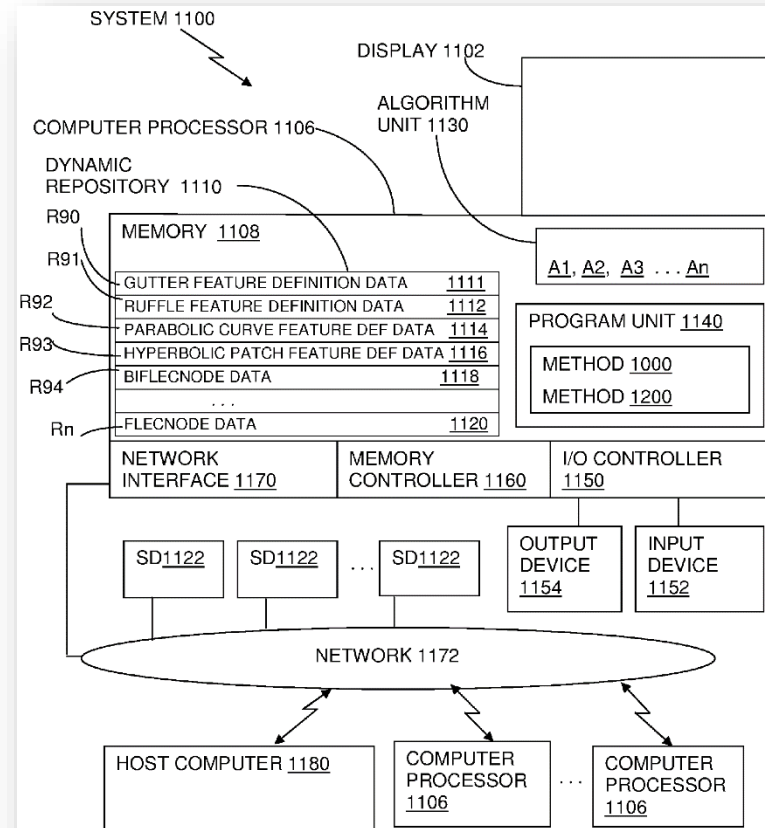 SYSTEM 1100
DISPLAY 1102
ALGORITHM
UNIT 1130
COMPUTER PROCESSOR 1106
DYNAMIC
REPOSITORY 1110
R90
R91
R92
R93
R94
Rn
MEMORY 1108
GUTTER FEATURE DEFINITION DATA 1111
RUFFLE FEATURE DEFINITION DATA 1112
PARABOLIC CURVE FEATURE DEF DATA 1114
HYPERBOLIC PATCH FEATURE DEF DATA 1116
BIFLECNODE DATA 1118
. . .
FLECNODE DATA 1120
A1, A2, A3 . . . An
PROGRAM UNIT 1140
METHOD 1000
METHOD 1200
NETWORK
INTERFACE 1170
MEMORY
CONTROLLER 1160
I/O CONTROLLER
1150
SD1122
SD1122
. . .
SD1122
OUTPUT
DEVICE
1154
INPUT
DEVICE
1152
NETWORK 1172
HOST COMPUTER 1180
COMPUTER
PROCESSOR
1106
. . .
COMPUTER
PROCESSOR
1106